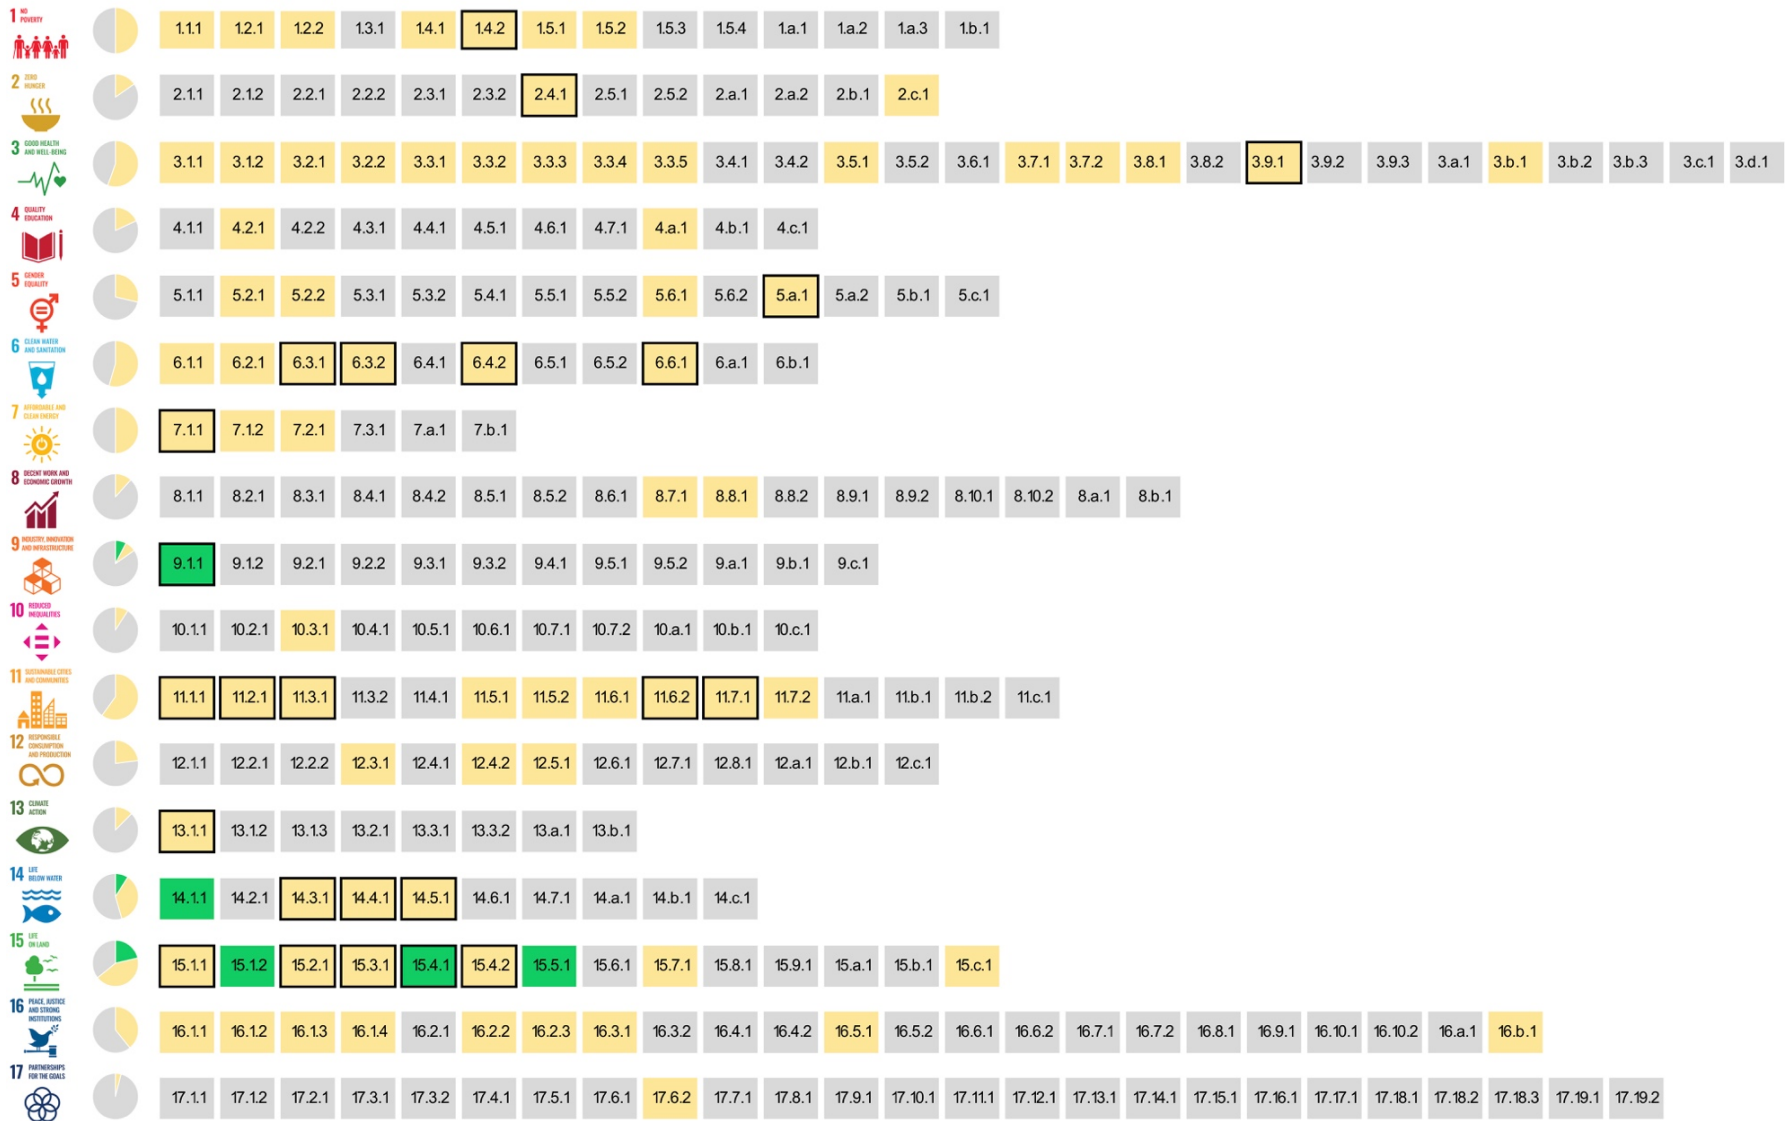 1 NO
POVERTY
1.1.1 1.2.1 1.2.2 1.3.1 1.4.1 1.4.2 1.5.1 1.5.2 1.5.3 1.5.4 1.a.1 1.a.2 1.a.3 1.b.1
2 ZERO
HUNGER
2.1.1 2.1.2 2.2.1 2.2.2 2.3.1 2.3.2 2.4.1 2.5.1 2.5.2 2.a.1 2.a.2 2.b.1 2.c.1
3 GOOD HEALTH
AND WELL-BEING
3.1.1 3.1.2 3.2.1 3.2.2 3.3.1 3.3.2 3.3.3 3.3.4 3.3.5 3.4.1 3.4.2 3.5.1 3.5.2 3.6.1 3.7.1 3.7.2 3.8.1 3.8.2 3.9.1 3.9.2 3.9.3 3.a.1 3.b.1 3.b.2 3.b.3 3.c.1 3.d.1
4 QUALITY
EDUCATION
4.1.1 4.2.1 4.2.2 4.3.1 4.4.1 4.5.1 4.6.1 4.7.1 4.a.1 4.b.1 4.c.1
5 GENDER
EQUALITY
5.1.1 5.2.1 5.2.2 5.3.1 5.3.2 5.4.1 5.5.1 5.5.2 5.6.1 5.6.2 5.a.1 5.a.2 5.b.1 5.c.1
6 CLEAN WATER
AND SANITATION
6.1.1 6.2.1 6.3.1 6.3.2 6.4.1 6.4.2 6.5.1 6.5.2 6.6.1 6.a.1 6.b.1
7 AFFORDABLE AND
CLEAN ENERGY
7.1.1 7.1.2 7.2.1 7.3.1 7.a.1 7.b.1
8 DECENT WORK AND
ECONOMIC GROWTH
8.1.1 8.2.1 8.3.1 8.4.1 8.4.2 8.5.1 8.5.2 8.6.1 8.7.1 8.8.1 8.8.2 8.9.1 8.9.2 8.10.1 8.10.2 8.a.1 8.b.1
9 INDUSTRY, INNOVATION
AND INFRASTRUCTURE
9.1.1 9.1.2 9.2.1 9.2.2 9.3.1 9.3.2 9.4.1 9.5.1 9.5.2 9.a.1 9.b.1 9.c.1
10 REDUCED
INEQUALITIES
10.1.1 10.2.1 10.3.1 10.4.1 10.5.1 10.6.1 10.7.1 10.7.2 10.a.1 10.b.1 10.c.1
11 SUSTAINABLE CITIES
AND COMMUNITIES
11.1.1 11.2.1 11.3.1 11.3.2 11.4.1 11.5.1 11.5.2 11.6.1 11.6.2 11.7.1 11.7.2 11.a.1 11.b.1 11.b.2 11.c.1
12 RESPONSIBLE
CONSUMPTION
AND PRODUCTION
12.1.1 12.2.1 12.2.2 12.3.1 12.4.1 12.4.2 12.5.1 12.6.1 12.7.1 12.8.1 12.a.1 12.b.1 12.c.1
13 CLIMATE
ACTION
13.1.1 13.1.2 13.1.3 13.2.1 13.3.1 13.3.2 13.a.1 13.b.1
14 LIFE
BELOW WATER
14.1.1 14.2.1 14.3.1 14.4.1 14.5.1 14.6.1 14.7.1 14.a.1 14.b.1 14.c.1
15 LIFE
ON LAND
15.1.1 15.1.2 15.2.1 15.3.1 15.4.1 15.4.2 15.5.1 15.6.1 15.7.1 15.8.1 15.9.1 15.a.1 15.b.1 15.c.1
16 PEACE, JUSTICE
AND STRONG
INSTITUTIONS
16.1.1 16.1.2 16.1.3 16.1.4 16.2.1 16.2.2 16.2.3 16.3.1 16.3.2 16.4.1 16.4.2 16.5.1 16.5.2 16.6.1 16.6.2 16.7.1 16.7.2 16.8.1 16.9.1 16.10.1 16.10.2 16.a.1 16.b.1
17 PARTNERSHIPS
FOR THE GOALS
17.1.1 17.1.2 17.2.1 17.3.1 17.3.2 17.4.1 17.5.1 17.6.1 17.6.2 17.7.1 17.8.1 17.9.1 17.10.1 17.11.1 17.12.1 17.13.1 17.14.1 17.15.1 17.16.1 17.17.1 17.18.1 17.18.2 17.18.3 17.19.1 17.19.2